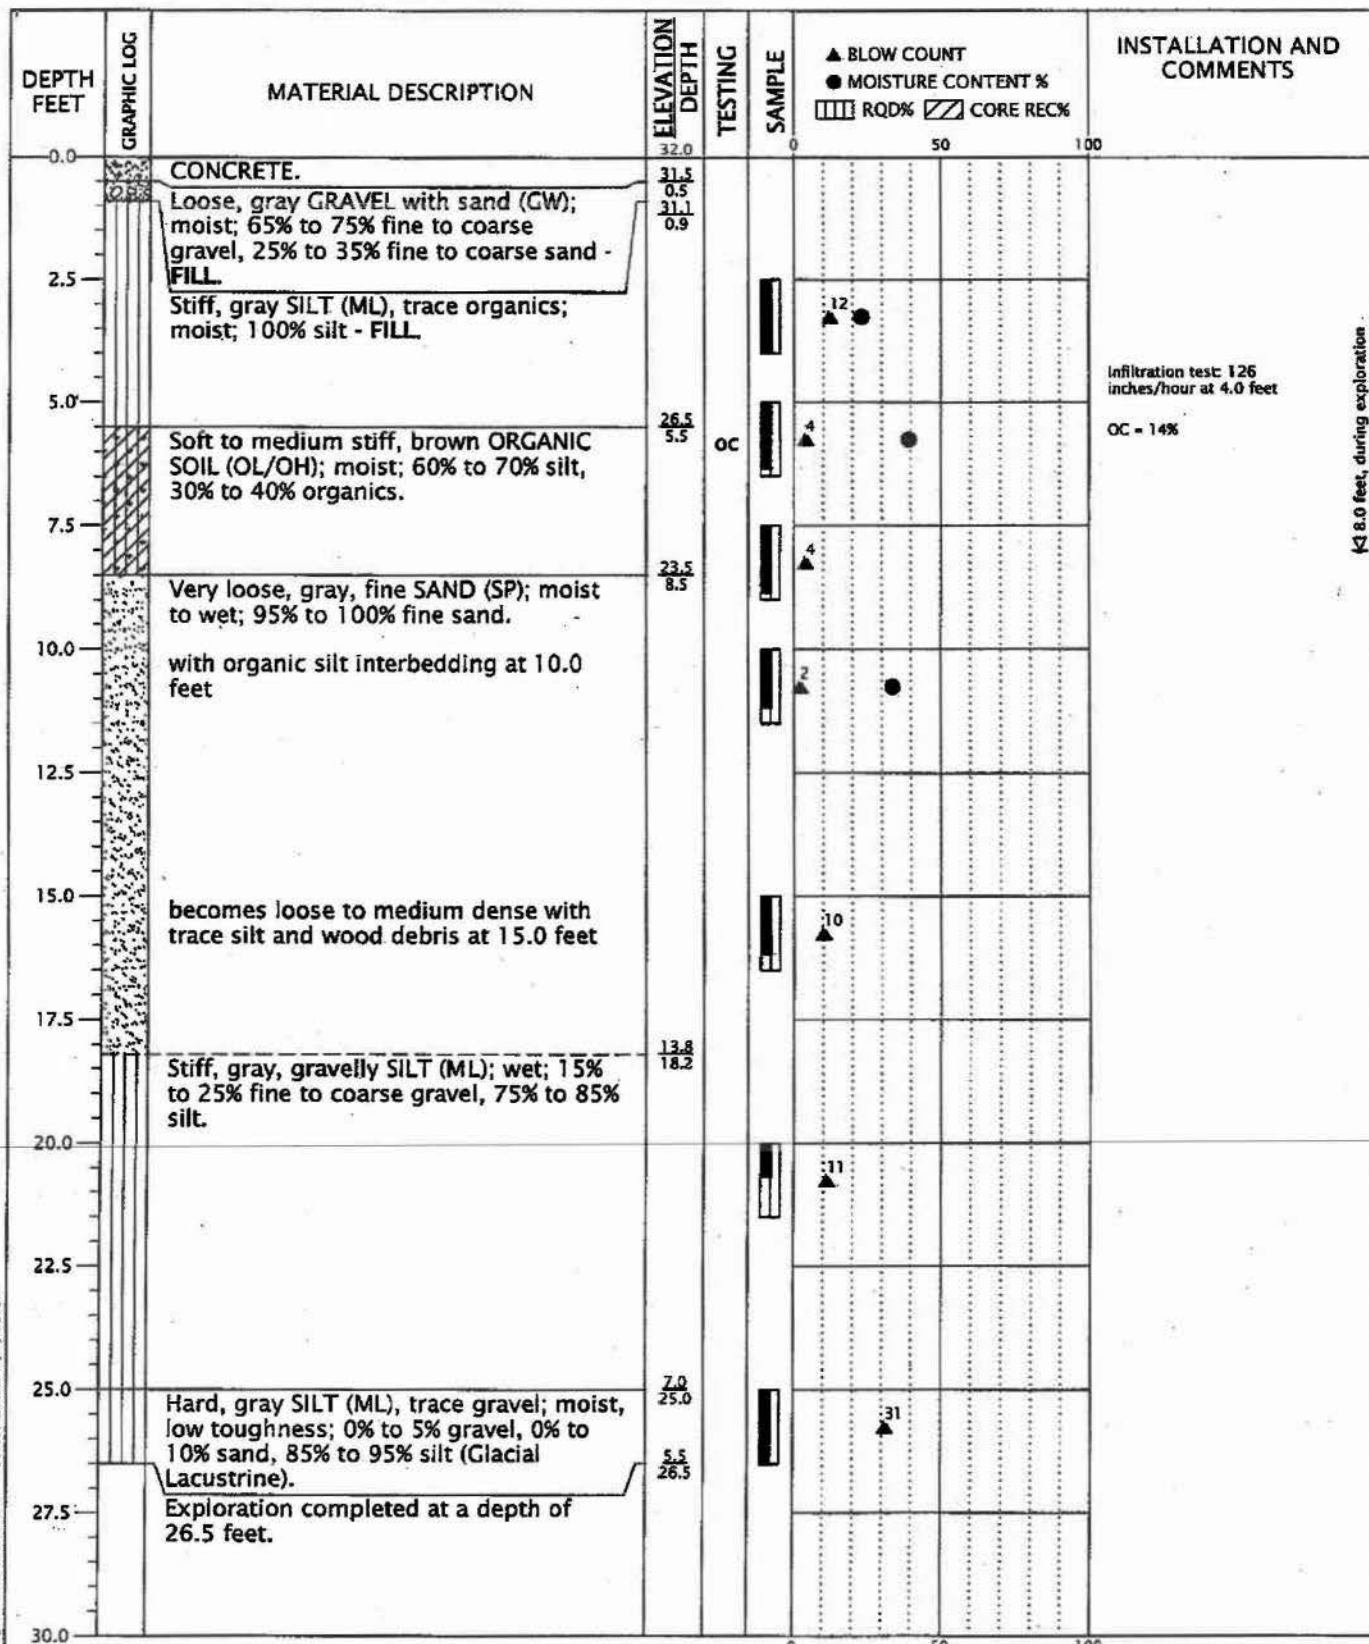 DEPTH
FEET
GRAPHIC LOG
MATERIAL DESCRIPTION
ELEVATION
DEPTH
TESTING
SAMPLE
▲ BLOW COUNT
● MOISTURE CONTENT %
RQD% CORE REC%
INSTALLATION AND
COMMENTS
0 50 100
0.0
32.0
CONCRETE.
31.5
0.5
Loose, gray GRAVEL with sand (GW);
moist; 65% to 75% fine to coarse
gravel, 25% to 35% fine to coarse sand -
FILL.
31.1
0.9
2.5
Stiff, gray SILT (ML), trace organics;
moist; 100% silt - FILL.
12
Infiltration test: 126
inches/hour at 4.0 feet
5.0
26.5
5.5
Soft to medium stiff, brown ORGANIC
SOIL (OL/OH); moist; 60% to 70% silt,
30% to 40% organics.
OC
4
OC = 14%
8.0 feet, during exploration
7.5
4
23.5
8.5
Very loose, gray, fine SAND (SP); moist
to wet; 95% to 100% fine sand.
10.0
with organic silt interbedding at 10.0
feet
2
12.5
15.0
becomes loose to medium dense with
trace silt and wood debris at 15.0 feet
10
17.5
13.8
18.2
Stiff, gray, gravelly SILT (ML); wet; 15%
to 25% fine to coarse gravel, 75% to 85%
silt.
20.0
11
22.5
25.0
7.0
25.0
Hard, gray SILT (ML), trace gravel; moist,
low toughness; 0% to 5% gravel, 0% to
10% sand, 85% to 95% silt (Glacial
Lacustrine).
31
5.5
26.5
Exploration completed at a depth of
26.5 feet.
27.5
30.0
0 50 100